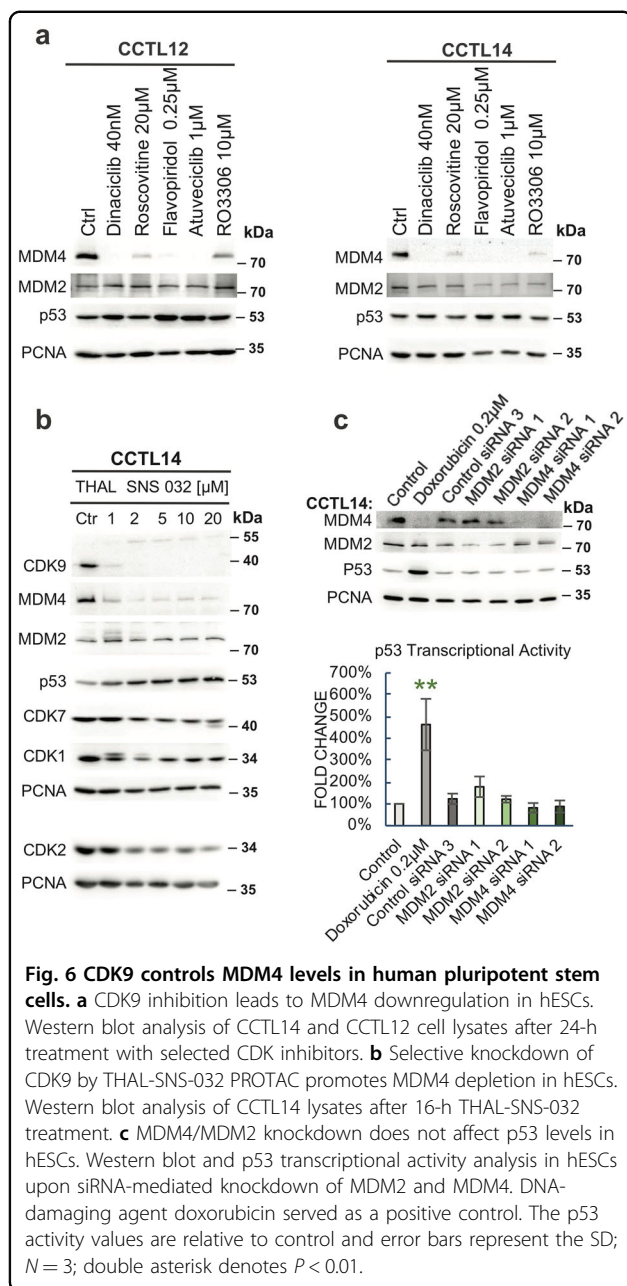 a
CCTL12
Ctrl
Dinaciclib 40nM
Roscovitine 20µM
Flavopiridol 0.25µM
Atuveciclib 1µM
RO3306 10µM
kDa
MDM4
70
MDM2
70
p53
53
PCNA
35
CCTL14
Ctrl
Dinaciclib 40nM
Roscovitine 20µM
Flavopiridol 0.25µM
Atuveciclib 1µM
RO3306 10µM
kDa
MDM4
70
MDM2
70
p53
53
PCNA
35
b
CCTL14
THAL SNS 032 [µM]
Ctr 1 2 5 10 20 kDa
55
CDK9
40
MDM4
70
MDM2
70
p53
53
CDK7
40
CDK1
34
PCNA
35
CDK2
34
PCNA
35
c
Control
Doxorubicin 0.2µM
Control siRNA 3
MDM2 siRNA 1
MDM2 siRNA 2
MDM4 siRNA 1
MDM4 siRNA 2
CCTL14:
kDa
MDM4
70
MDM2
70
P53
53
PCNA
35
p53 Transcriptional Activity
FOLD CHANGE
700%
600%
500%
400%
300%
200%
100%
0%
**
Control
Doxorubicin 0.2µM
Control siRNA 3
MDM2 siRNA 1
MDM2 siRNA 2
MDM4 siRNA 1
MDM4 siRNA 2
Fig. 6 CDK9 controls MDM4 levels in human pluripotent stem
cells. a CDK9 inhibition leads to MDM4 downregulation in hESCs.
Western blot analysis of CCTL14 and CCTL12 cell lysates after 24-h
treatment with selected CDK inhibitors. b Selective knockdown of
CDK9 by THAL-SNS-032 PROTAC promotes MDM4 depletion in hESCs.
Western blot analysis of CCTL14 lysates after 16-h THAL-SNS-032
treatment. c MDM4/MDM2 knockdown does not affect p53 levels in
hESCs. Western blot and p53 transcriptional activity analysis in hESCs
upon siRNA-mediated knockdown of MDM2 and MDM4. DNA-
damaging agent doxorubicin served as a positive control. The p53
activity values are relative to control and error bars represent the SD;
N = 3; double asterisk denotes P < 0.01.